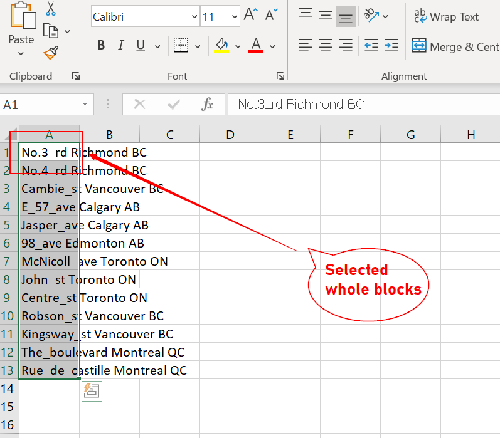 Calibri 11 A A ab Wrap Text
Paste B I U A Merge & Cent
Clipboard Font Alignment
A1 fx No.3_rd Richmond BC
A B C D E F G H
1 No.3_rd Richmond BC
2 No.4_rd Richmond BC
3 Cambie_st Vancouver BC
4 E_57_ave Calgary AB
5 Jasper_ave Calgary AB
6 98_ave Edmonton AB
7 McNicoll_ave Toronto ON
8 John_st Toronto ON
9 Centre_st Toronto ON
10 Robson_st Vancouver BC
11 Kingsway_st Vancouver BC
12 The_boulevard Montreal QC
13 Rue_de_castille Montreal QC
14
15
16
Selected
whole blocks